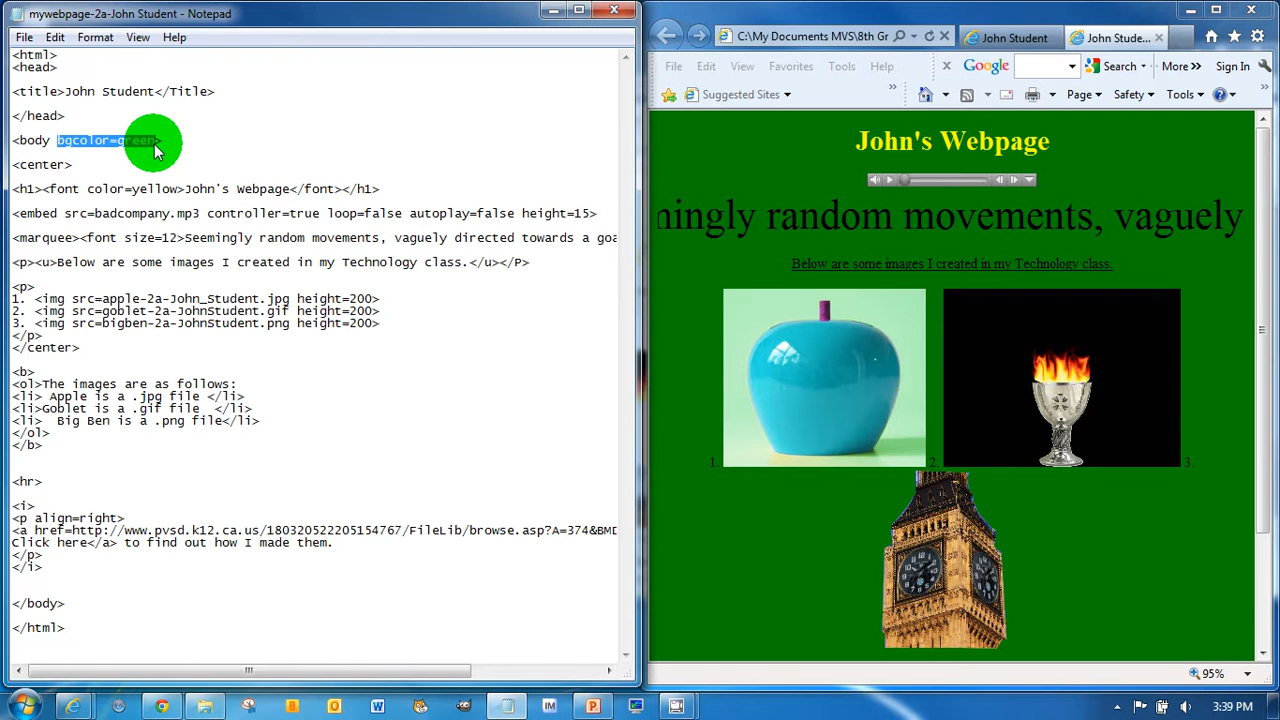 mywebpage-2a-John Student - Notepad
File Edit Format View Help
<html>
<head>
<title>John Student</Title>
</head>
<body bgcolor=green>
<center>
<h1><font color=yellow>John's Webpage</font></h1>
<embed src=badcompany.mp3 controller=true loop=false autoplay=false height=15>
<marquee><font size=12>Seemingly random movements, vaguely directed towards a goa
<p><u>Below are some images I created in my Technology class.</u></P>
<p>
1. <img src=apple-2a-John_Student.jpg height=200>
2. <img src=goblet-2a-JohnStudent.gif height=200>
3. <img src=bigben-2a-JohnStudent.png height=200>
</p>
</center>
<b>
<ol>The images are as follows:
<li> Apple is a .jpg file </li>
<li>Goblet is a .gif file  </li>
<li>  Big Ben is a .png file</li>
</ol>
</b>
<hr>
<i>
<p align=right>
<a href=http://www.pvsd.k12.ca.us/180320522205154767/FileLib/browse.asp?A=374&BMD
Click here</a> to find out how I made them.
</p>
</i>
</body>
</html>
C:\My Documents MVS\8th Gr
John Student
John Stude...
File Edit View Favorites Tools Help
Google Search More >> Sign In
Suggested Sites
Page Safety Tools
John's Webpage
ningly random movements, vaguely
Below are some images I created in my Technology class.
1. 2. 3.
95%
3:39 PM